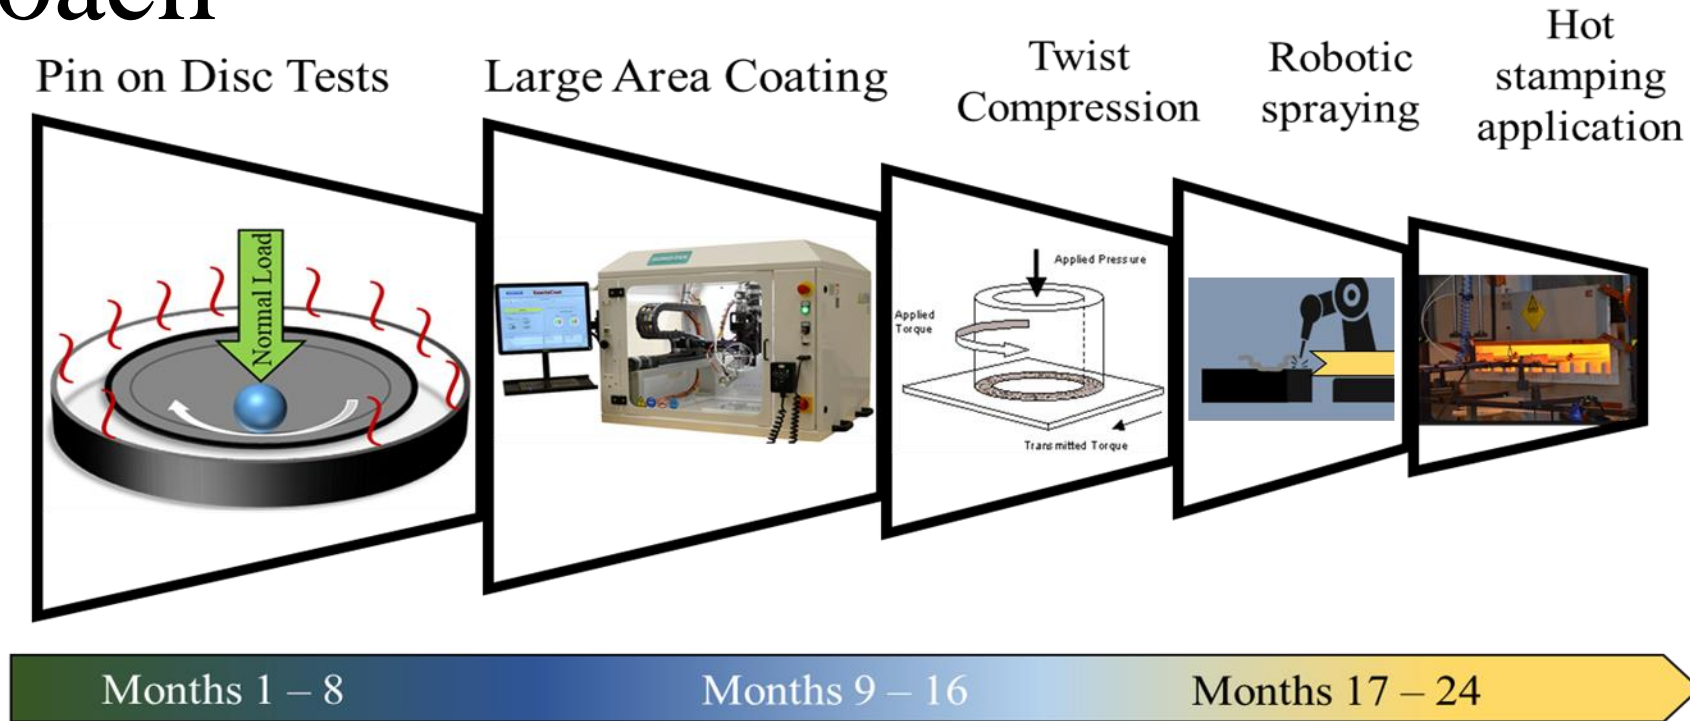 oach
Pin on Disc Tests
Large Area Coating
Twist
Compression
Robotic
spraying
Hot
stamping
application
Normal Load
Applied Pressure
Applied
Torque
Transmitted Torque
Months 1 – 8
Months 9 – 16
Months 17 – 24